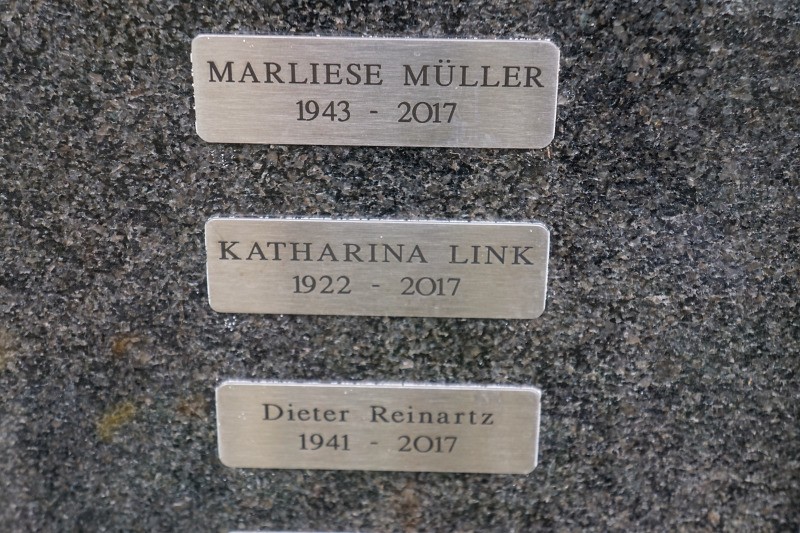 MARLIESE MÜLLER
1943 - 2017
KATHARINA LINK
1922 - 2017
Dieter Reinartz
1941 - 2017